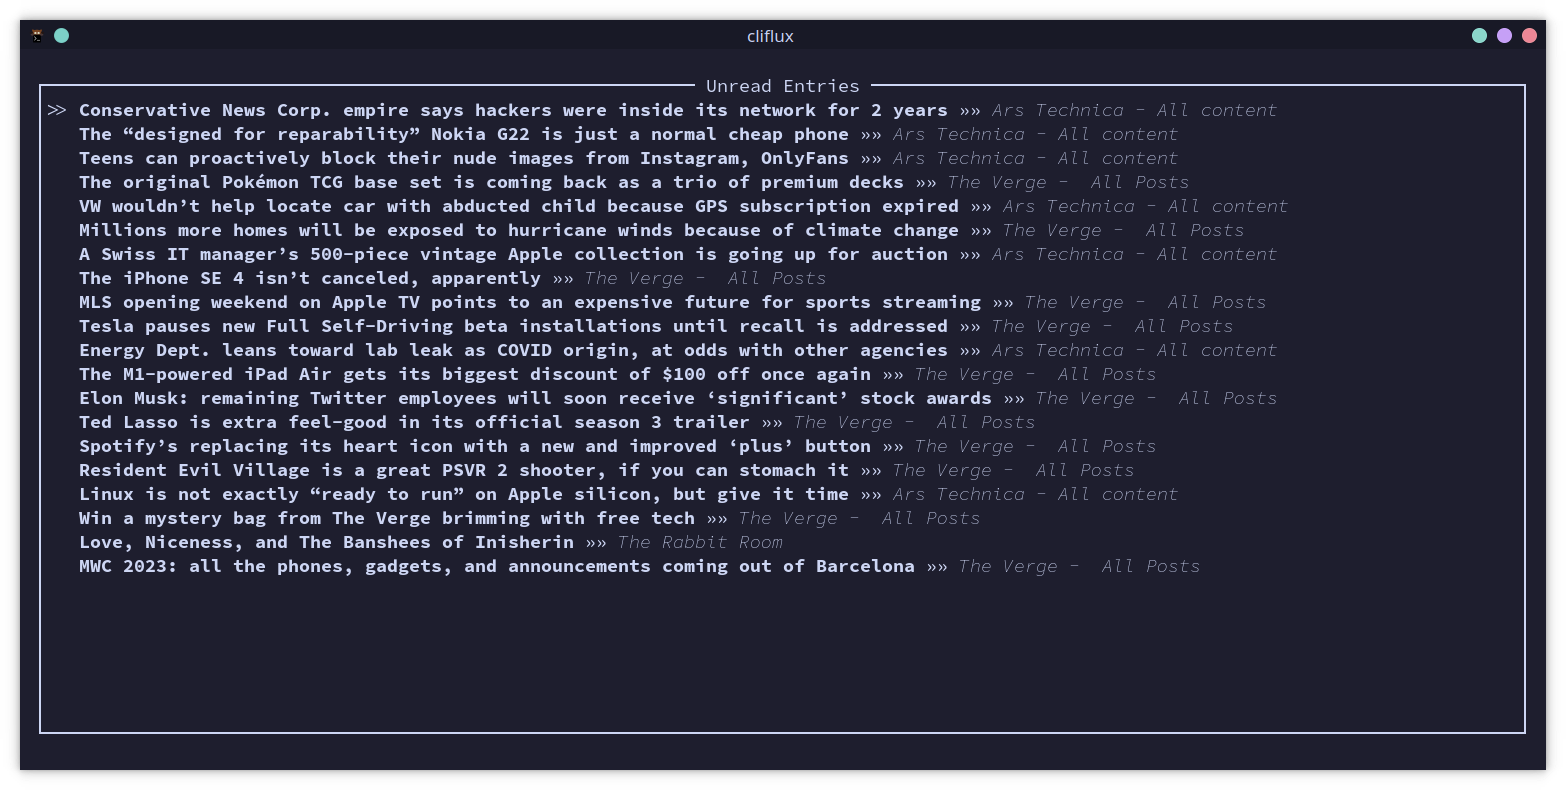 cliflux
Unread Entries
>> Conservative News Corp. empire says hackers were inside its network for 2 years »» Ars Technica - All content
The “designed for reparability” Nokia G22 is just a normal cheap phone »» Ars Technica - All content
Teens can proactively block their nude images from Instagram, OnlyFans »» Ars Technica - All content
The original Pokémon TCG base set is coming back as a trio of premium decks »» The Verge -  All Posts
VW wouldn’t help locate car with abducted child because GPS subscription expired »» Ars Technica - All content
Millions more homes will be exposed to hurricane winds because of climate change »» The Verge -  All Posts
A Swiss IT manager’s 500-piece vintage Apple collection is going up for auction »» Ars Technica - All content
The iPhone SE 4 isn’t canceled, apparently »» The Verge -  All Posts
MLS opening weekend on Apple TV points to an expensive future for sports streaming »» The Verge -  All Posts
Tesla pauses new Full Self-Driving beta installations until recall is addressed »» The Verge -  All Posts
Energy Dept. leans toward lab leak as COVID origin, at odds with other agencies »» Ars Technica - All content
The M1-powered iPad Air gets its biggest discount of $100 off once again »» The Verge -  All Posts
Elon Musk: remaining Twitter employees will soon receive ‘significant’ stock awards »» The Verge -  All Posts
Ted Lasso is extra feel-good in its official season 3 trailer »» The Verge -  All Posts
Spotify’s replacing its heart icon with a new and improved ‘plus’ button »» The Verge -  All Posts
Resident Evil Village is a great PSVR 2 shooter, if you can stomach it »» The Verge -  All Posts
Linux is not exactly “ready to run” on Apple silicon, but give it time »» Ars Technica - All content
Win a mystery bag from The Verge brimming with free tech »» The Verge -  All Posts
Love, Niceness, and The Banshees of Inisherin »» The Rabbit Room
MWC 2023: all the phones, gadgets, and announcements coming out of Barcelona »» The Verge -  All Posts